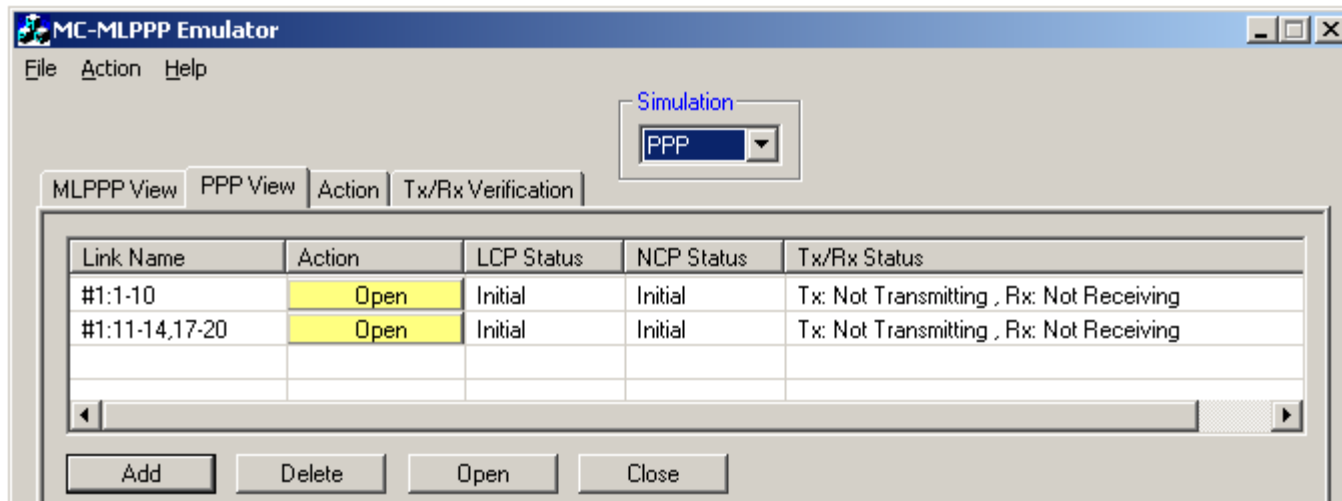 MC-MLPPP Emulator
File Action Help
Simulation
PPP
MLPPP View PPP View Action Tx/Rx Verification
Link Name Action LCP Status NCP Status Tx/Rx Status
#1:1-10 Open Initial Initial Tx: Not Transmitting , Rx: Not Receiving
#1:11-14,17-20 Open Initial Initial Tx: Not Transmitting , Rx: Not Receiving
Add Delete Open Close